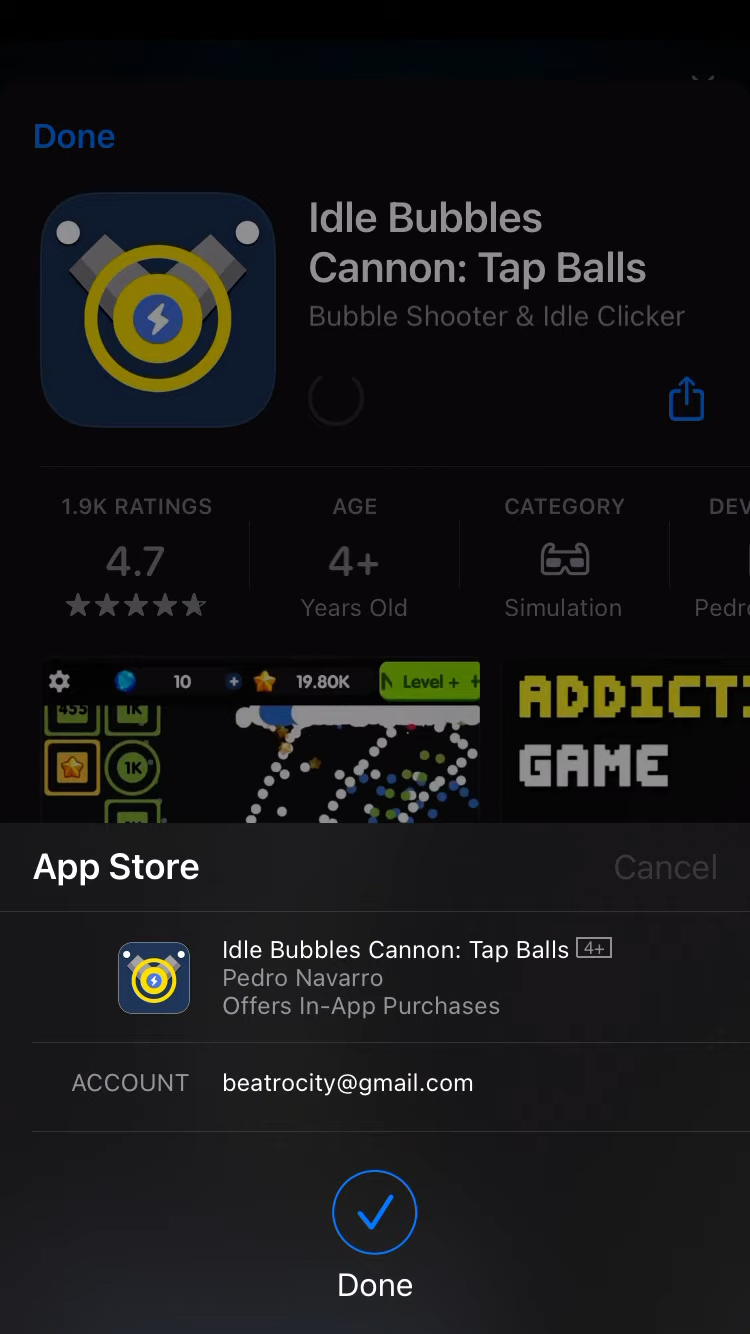 Done
Idle Bubbles
Cannon: Tap Balls
Bubble Shooter & Idle Clicker
1.9K RATINGS
AGE
CATEGORY
4.7
4+
Years Old
Simulation
10
19.80K
Level +
455
1K
1K
GAME
App Store
Cancel
Idle Bubbles Cannon: Tap Balls 4+
Pedro Navarro
Offers In-App Purchases
ACCOUNT
beatrocity@gmail.com
Done